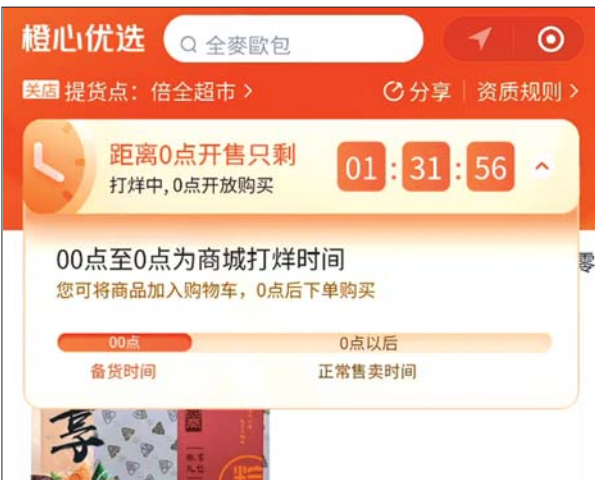 橙心优选
全麥歐包
关店 提货点：倍全超市 >
分享 | 资质规则 >
距离0点开售只剩 01:31:56
打烊中,0点开放购买
00点至0点为商城打烊时间
您可将商品加入购物车，0点后下单购买
00点 0点以后
备货时间 正常售卖时间
享